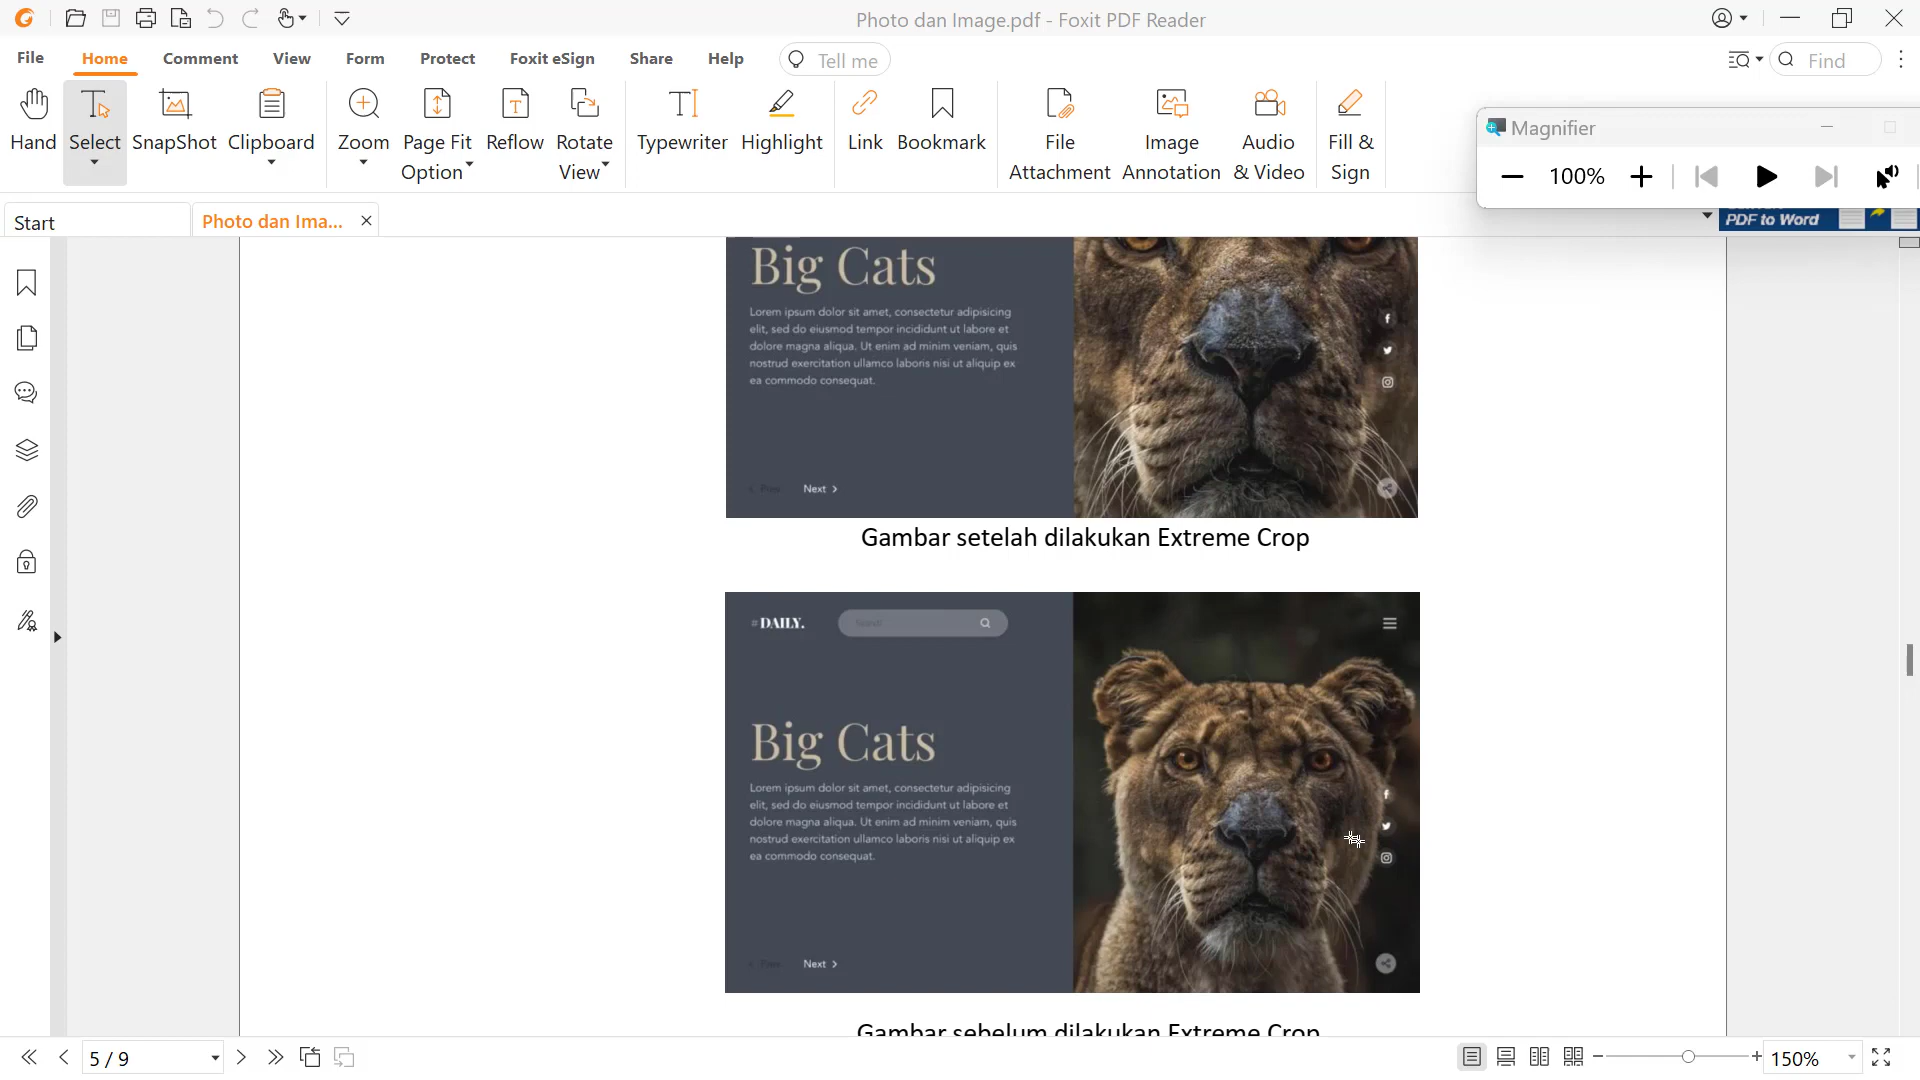 Photo dan Image.pdf - Foxit PDF Reader
File Home Comment View Form Protect Foxit eSign Share Help Tell me Find
Hand Select SnapShot Clipboard Zoom Page Fit Option Reflow Rotate View Typewriter Highlight Link Bookmark File Attachment Image Annotation Audio & Video Fill & Sign
Magnifier
100%
Start Photo dan Ima...
PDF to Word
Big Cats
Lorem ipsum dolor sit amet, consectetur adipisicing
elit, sed do eiusmod tempor incididunt ut labore et
dolore magna aliqua. Ut enim ad minim veniam, quis
nostrud exercitation ullamco laboris nisi ut aliquip ex
ea commodo consequat.
Prev Next
Gambar setelah dilakukan Extreme Crop
#DAILY. Search
Big Cats
Lorem ipsum dolor sit amet, consectetur adipisicing
elit, sed do eiusmod tempor incididunt ut labore et
dolore magna aliqua. Ut enim ad minim veniam, quis
nostrud exercitation ullamco laboris nisi ut aliquip ex
ea commodo consequat.
Prev Next
Gambar sebelum dilakukan Extreme Crop
5 / 9
150%